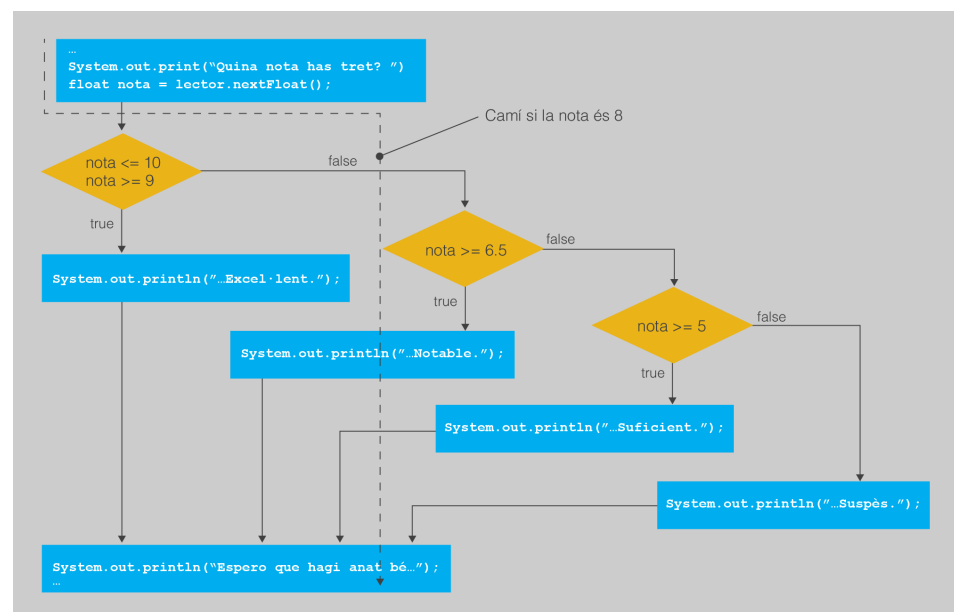 …
System.out.print(“Quina nota has tret? ”)
float nota = lector.nextFloat();
Camí si la nota és 8
nota <= 10
nota >= 9
false
true
nota >= 6.5
false
System.out.println(”…Excel·lent.”);
true
nota >= 5
false
System.out.println(”…Notable.”);
true
System.out.println(”…Suficient.”);
System.out.println(”…Suspès.”);
System.out.println(“Espero que hagi anat bé…”);
…